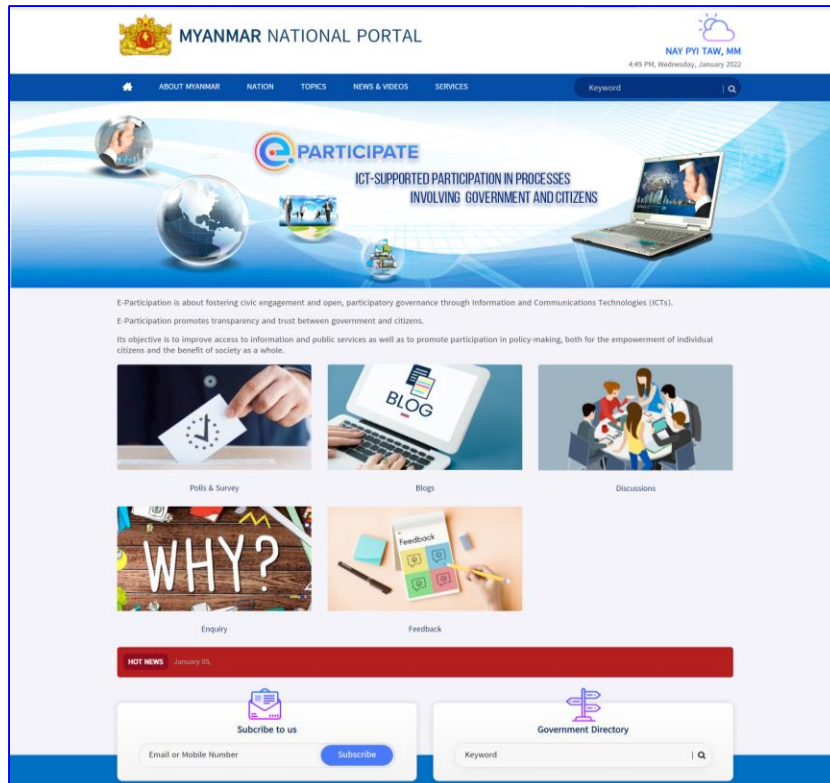 MYANMAR NATIONAL PORTAL
NAY PYI TAW, MM
4:49 PM, Wednesday, January 2022
ABOUT MYANMAR NATION TOPICS NEWS & VIDEOS SERVICES Keyword
e.PARTICIPATE
ICT-SUPPORTED PARTICIPATION IN PROCESSES
INVOLVING GOVERNMENT AND CITIZENS
E-Participation is about fostering civic engagement and open, participatory governance through Information and Communications Technologies (ICTs).
E-Participation promotes transparency and trust between government and citizens.
Its objective is to improve access to information and public services as well as to promote participation in policy-making, both for the empowerment of individual
citizens and the benefit of society as a whole.
BLOG
Polls & Survey Blogs Discussions
WHY?
Feedback
Enquiry Feedback
HOT NEWS January 05,
Subcribe to us Government Directory
Email or Mobile Number Subscribe Keyword